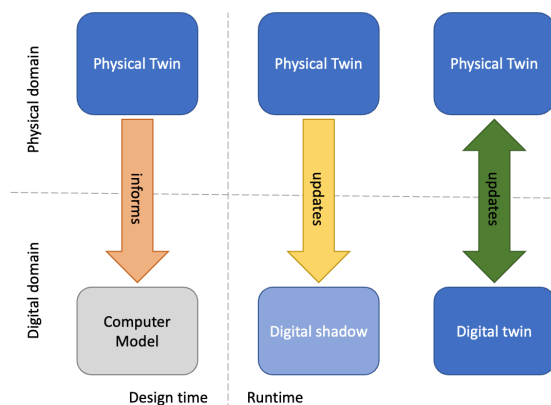 Physical domain
Physical Twin
Physical Twin
Physical Twin
informs
updates
updates
Digital domain
Computer
Model
Digital shadow
Digital twin
Design time
Runtime